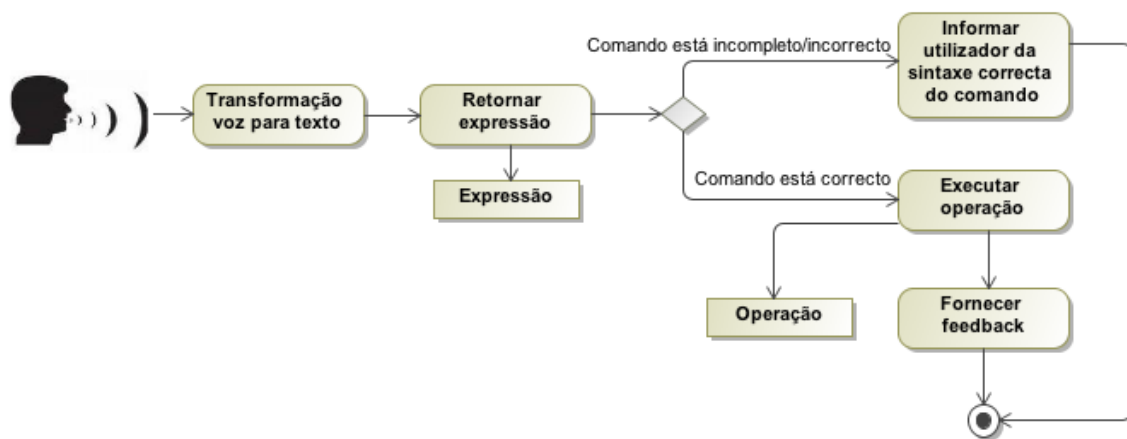 Comando está incompleto/incorrecto
Informar
utilizador da
sintaxe correcta
do comando
Transformação
voz para texto
Retornar
expressão
Expressão
Comando está correcto
Executar
operação
Operação
Fornecer
feedback